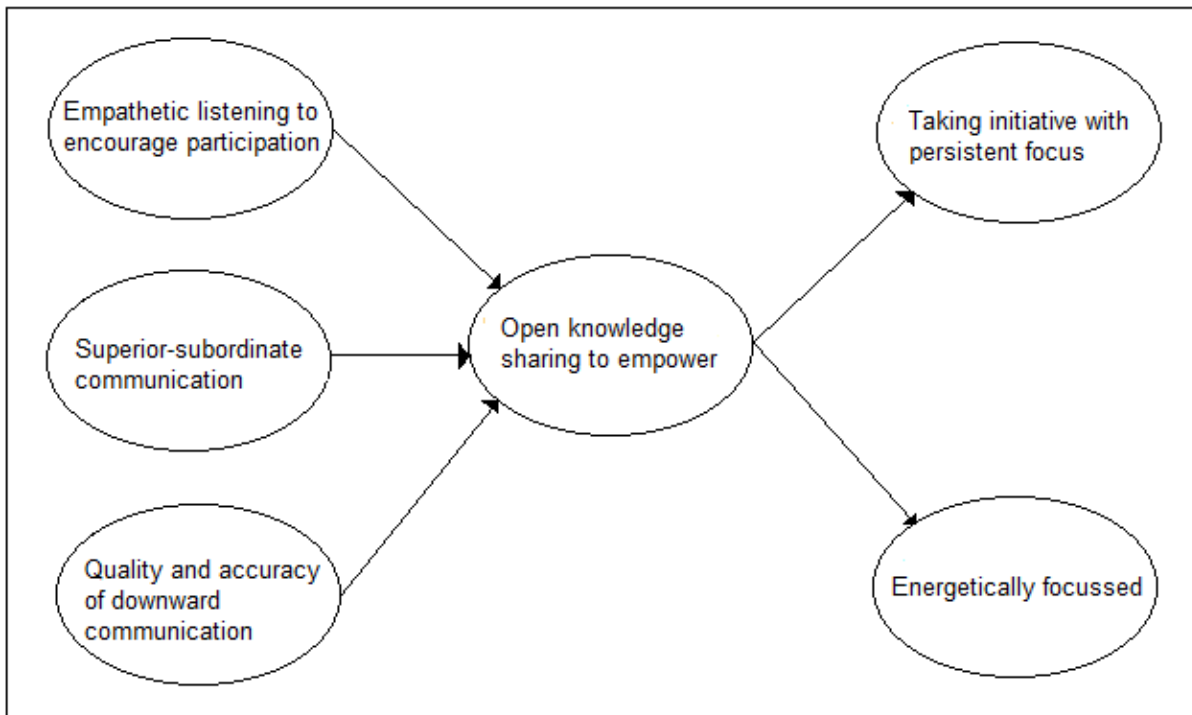 Empathetic listening to
encourage participation
Superior-subordinate
communication
Quality and accuracy
of downward
communication
Open knowledge
sharing to empower
Taking initiative with
persistent focus
Energetically focussed